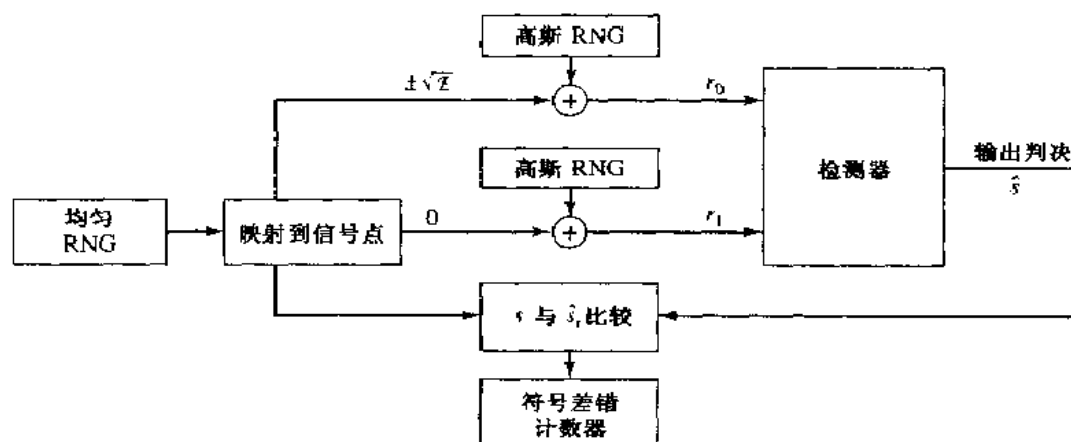 高斯 RNG
±√ℰ
r₀
高斯 RNG
检测器
输出判决
ŝ
均匀
RNG
映射到信号点
0
r₁
与
比较
符号差错
计数器